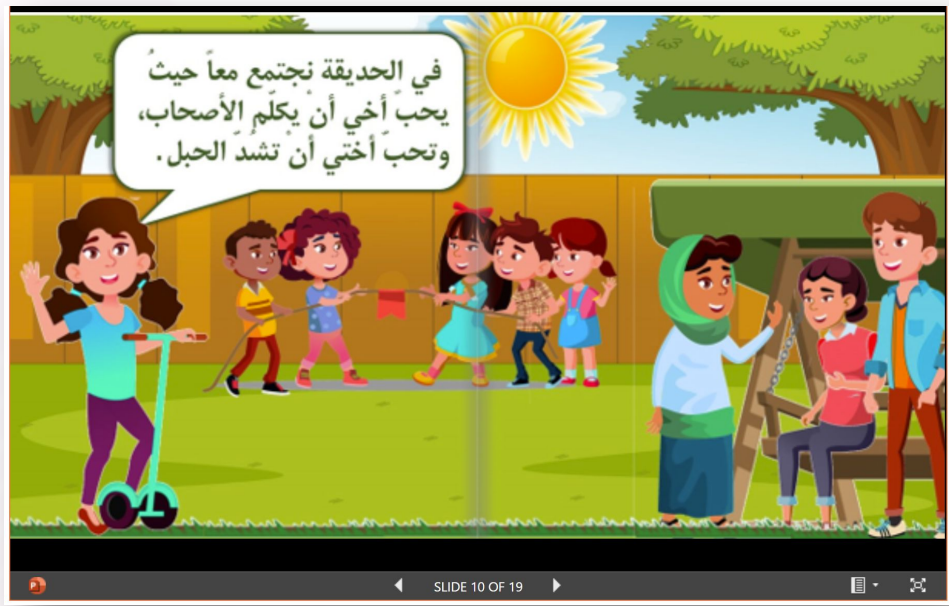 في الحديقة نجتمع معاً حيثُ
يحبّ أخي أنْ يكلّم الأصحاب،
وتحبّ أختي أنْ تشدّ الحبل.
SLIDE 10 OF 19